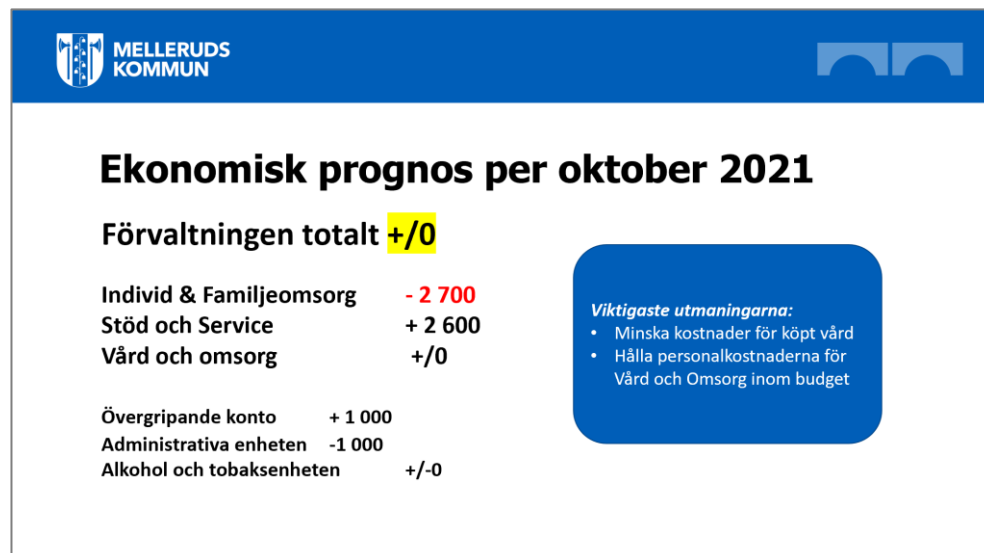 MELLERUDS
KOMMUN
Ekonomisk prognos per oktober 2021
Förvaltningen totalt +/0
Individ & Familjeomsorg - 2 700
Stöd och Service + 2 600
Vård och omsorg +/0
Övergripande konto + 1 000
Administrativa enheten -1 000
Alkohol och tobaksenheten +/-0
Viktigaste utmaningarna:
• Minska kostnader för köpt vård
• Hålla personalkostnaderna för
Vård och Omsorg inom budget